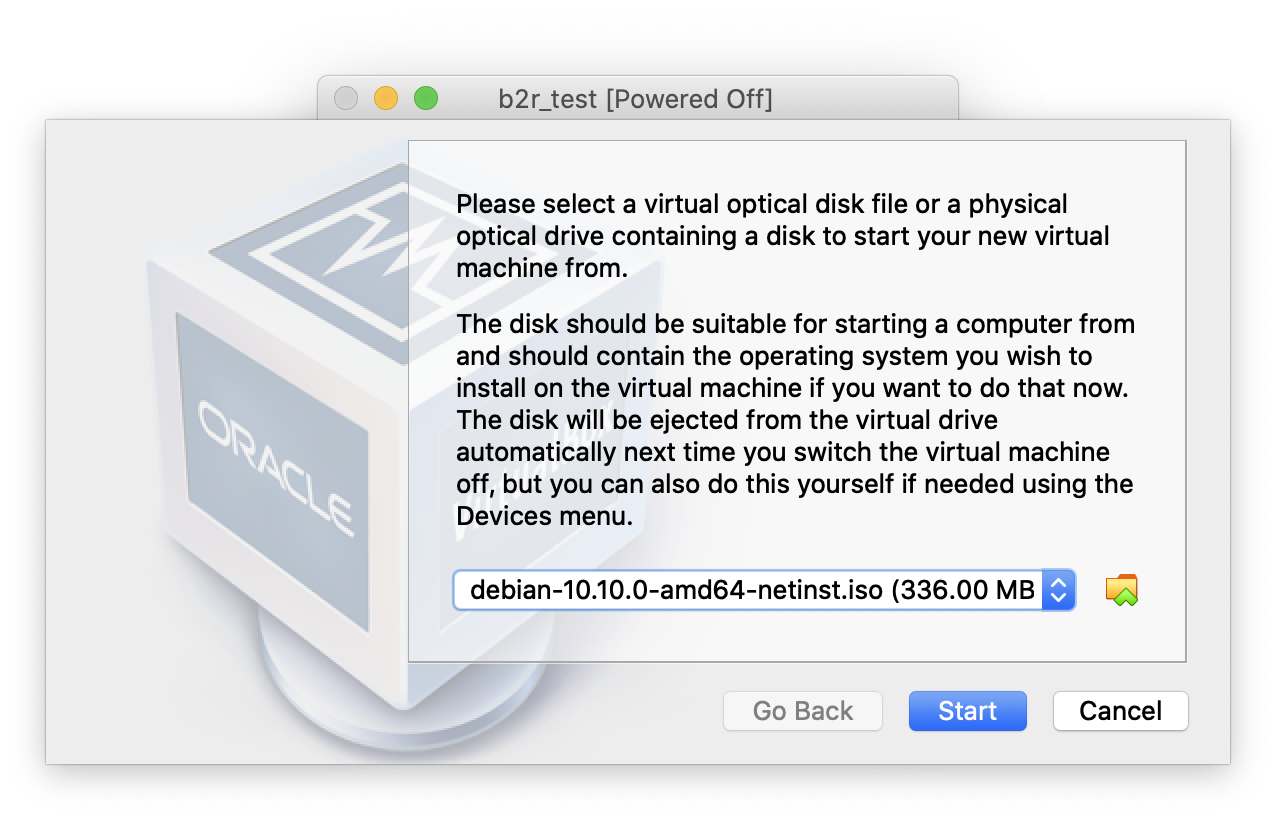 b2r_test [Powered Off]
Please select a virtual optical disk file or a physical
optical drive containing a disk to start your new virtual
machine from.
The disk should be suitable for starting a computer from
and should contain the operating system you wish to
install on the virtual machine if you want to do that now.
The disk will be ejected from the virtual drive
automatically next time you switch the virtual machine
off, but you can also do this yourself if needed using the
Devices menu.
ORACLE
VirtualBox
debian-10.10.0-amd64-netinst.iso (336.00 MB
Go Back
Start
Cancel